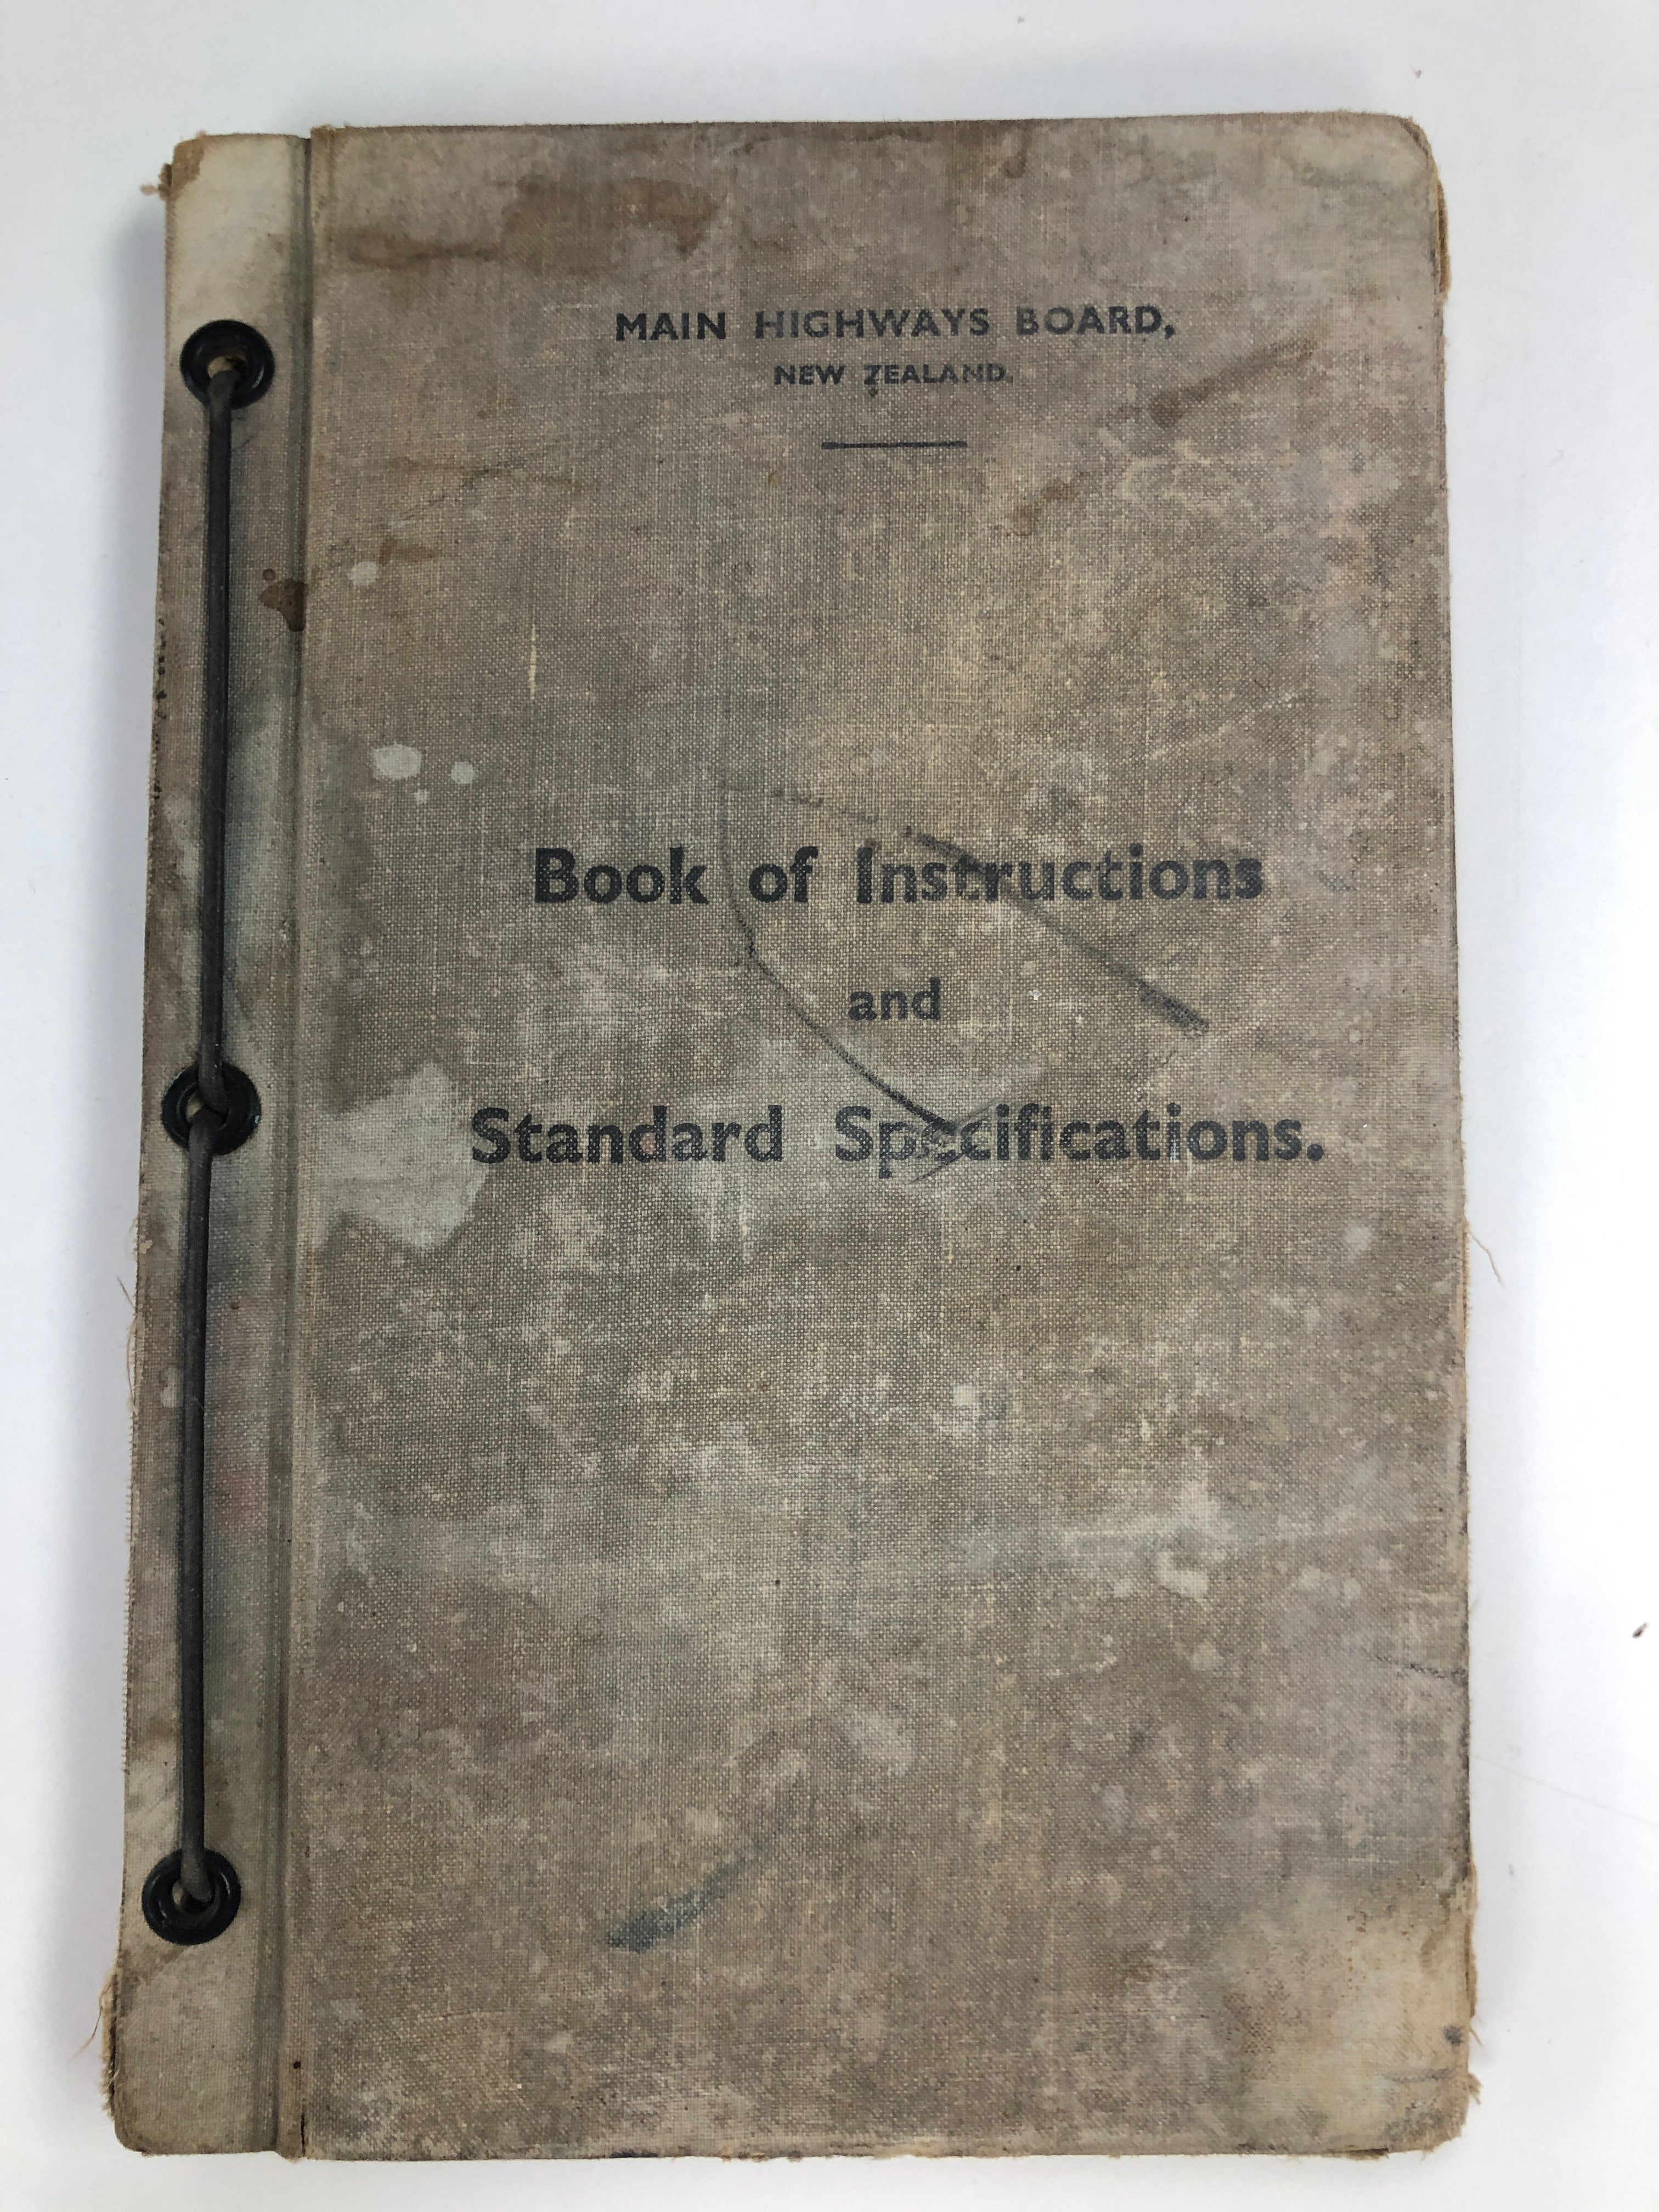 MAIN HIGHWAYS BOARD,
NEW ZEALAND.
Book of Instructions
and
Standard Specifications.